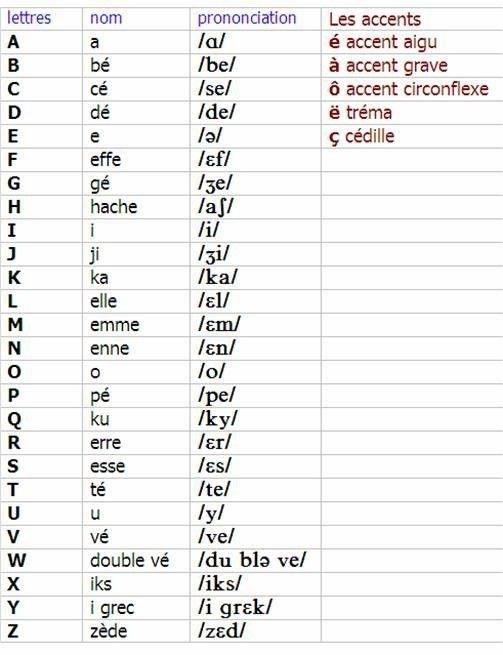 lettres nom prononciation Les accents
A a /ɑ/ é accent aigu
B bé /be/ à accent grave
C cé /se/ ô accent circonflexe
D dé /de/ ë tréma
E e /ə/ ç cédille
F effe /ɛf/
G gé /ʒe/
H hache /aʃ/
I i /i/
J ji /ʒi/
K ka /ka/
L elle /ɛl/
M emme /ɛm/
N enne /ɛn/
O o /o/
P pé /pe/
Q ku /ky/
R erre /ɛr/
S esse /ɛs/
T té /te/
U u /y/
V vé /ve/
W double vé /du blə ve/
X iks /iks/
Y i grec /i grɛk/
Z zède /zɛd/